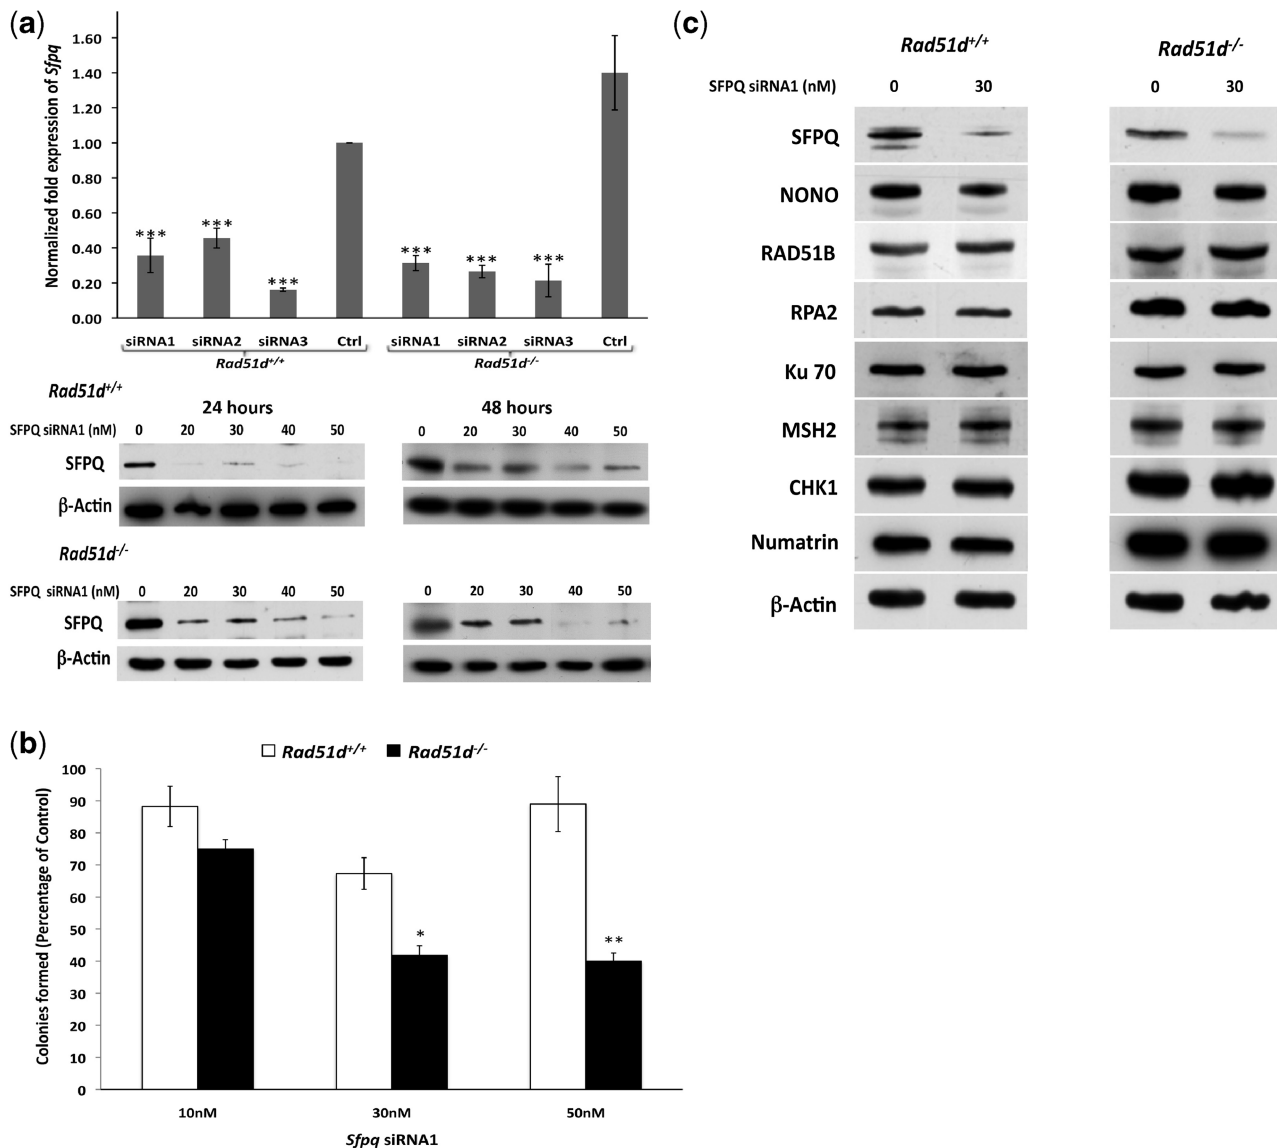 (a)
Normalized fold expression of Sfpq
1.60
1.40
1.20
1.00
0.80
0.60
0.40
0.20
0.00
*** *** *** *** *** ***
siRNA1 siRNA2 siRNA3 Ctrl siRNA1 siRNA2 siRNA3 Ctrl
Rad51d+/+ Rad51d-/-
Rad51d+/+
24 hours 48 hours
SFPQ siRNA1 (nM) 0 20 30 40 50 0 20 30 40 50
SFPQ
β-Actin
Rad51d-/-
SFPQ siRNA1 (nM) 0 20 30 40 50 0 20 30 40 50
SFPQ
β-Actin
(b)
Rad51d+/+ Rad51d-/-
Colonies formed (Percentage of Control)
100
90
80
70
60
50
40
30
20
10
0
* **
10nM 30nM 50nM
Sfpq siRNA1
(c)
Rad51d+/+ Rad51d-/-
SFPQ siRNA1 (nM) 0 30 0 30
SFPQ
NONO
RAD51B
RPA2
Ku 70
MSH2
CHK1
Numatrin
β-Actin